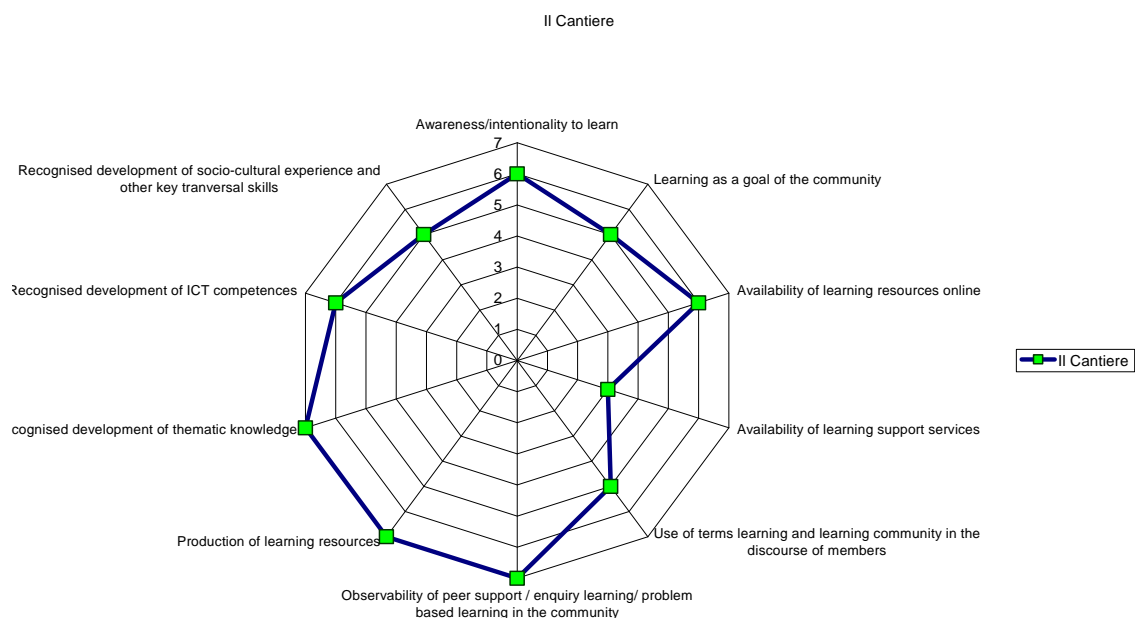 Il Cantiere
Awareness/intentionality to learn
7
6
5
4
3
2
1
0
Learning as a goal of the community
Availability of learning resources online
Availability of learning support services
Use of terms learning and learning community in the
discourse of members
Observability of peer support / enquiry learning/ problem
based learning in the community
Production of learning resources
cognised development of thematic knowledge
Recognised development of ICT competences
Recognised development of socio-cultural experience and
other key tranversal skills
Il Cantiere